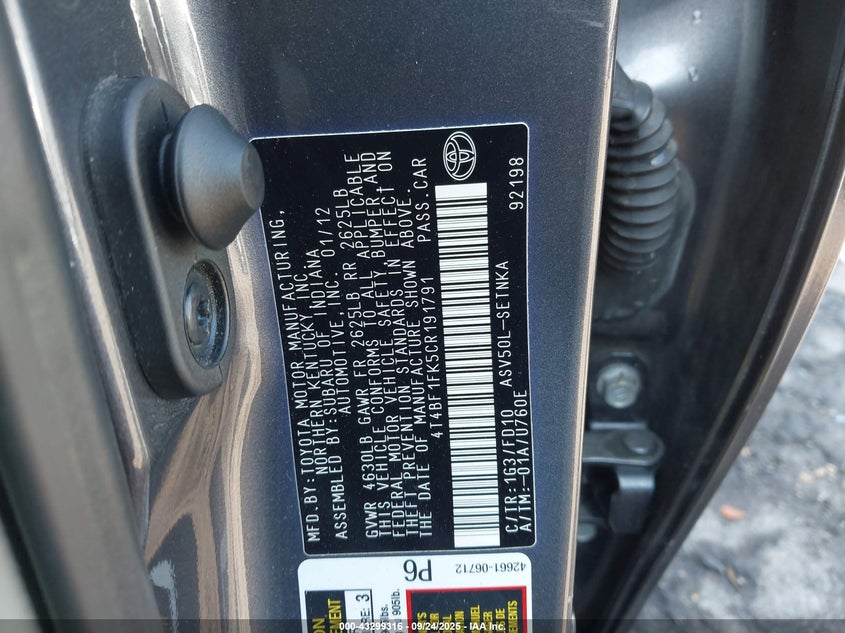 MFD.BY:TOYOTA MOTOR MANUFACTURING,
NORTHERN KENTUCKY, INC.
ASSEMBLED BY:SUBARU OF INDIANA
AUTOMOTIVE, INC. 01/12
GVWR 4630LB GAWR FR 2625LB RR 2625LB
THIS VEHICLE CONFORMS TO ALL APPLICABLE
FEDERAL MOTOR VEHICLE SAFETY, BUMPER AND
THEFT PREVENTION STANDARDS IN EFFECT ON
THE DATE OF MANUFACTURE SHOWN ABOVE.
4T4BF1FK5CR191791 PASS.CAR
C/TR:1G3/FD10 ASV50L-SETNKA
A/TM:-01A/U760E 92198
P6
42661-06712
3
lbs.
905lb.
000-43299316 - 09/24/2025 - IAA Inc.